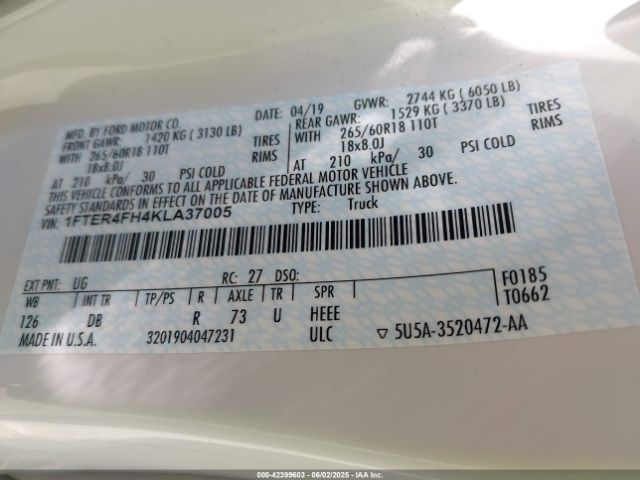 MFD. BY FORD MOTOR CO.
DATE: 04/19 GVWR: 2744 KG ( 6050 LB)
FRONT GAWR: 1420 KG ( 3130 LB)
REAR GAWR: 1529 KG ( 3370 LB)
WITH 265/60R18 110T TIRES
WITH 265/60R18 110T TIRES
18x8.0J RIMS
18x8.0J RIMS
AT 210 kPa/ 30 PSI COLD
AT 210 kPa/ 30 PSI COLD
THIS VEHICLE CONFORMS TO ALL APPLICABLE FEDERAL MOTOR VEHICLE
SAFETY STANDARDS IN EFFECT ON THE DATE OF MANUFACTURE SHOWN ABOVE.
VIN: 1FTER4FH4KLA37005 TYPE: Truck
EXT PNT: UG RC: 27 DSO: F0185
WB INT TR TP/PS R AXLE TR SPR T0662
126 DB R 73 U HEEE
MADE IN U.S.A. 3201904047231 ULC ▽ 5U5A-3520472-AA
000-42399603 - 06/02/2025 - IAA Inc.